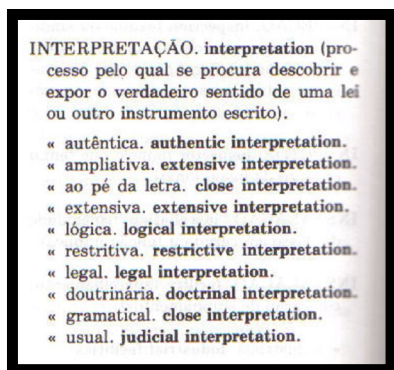 INTERPRETAÇÃO. interpretation (pro-
cesso pelo qual se procura descobrir e
expor o verdadeiro sentido de uma lei
ou outro instrumento escrito).
« autêntica. authentic interpretation.
« ampliativa. extensive interpretation.
« ao pé da letra. close interpretation.
« extensiva. extensive interpretation.
« lógica. logical interpretation.
« restritiva. restrictive interpretation.
« legal. legal interpretation.
« doutrinária. doctrinal interpretation.
« gramatical. close interpretation.
« usual. judicial interpretation.